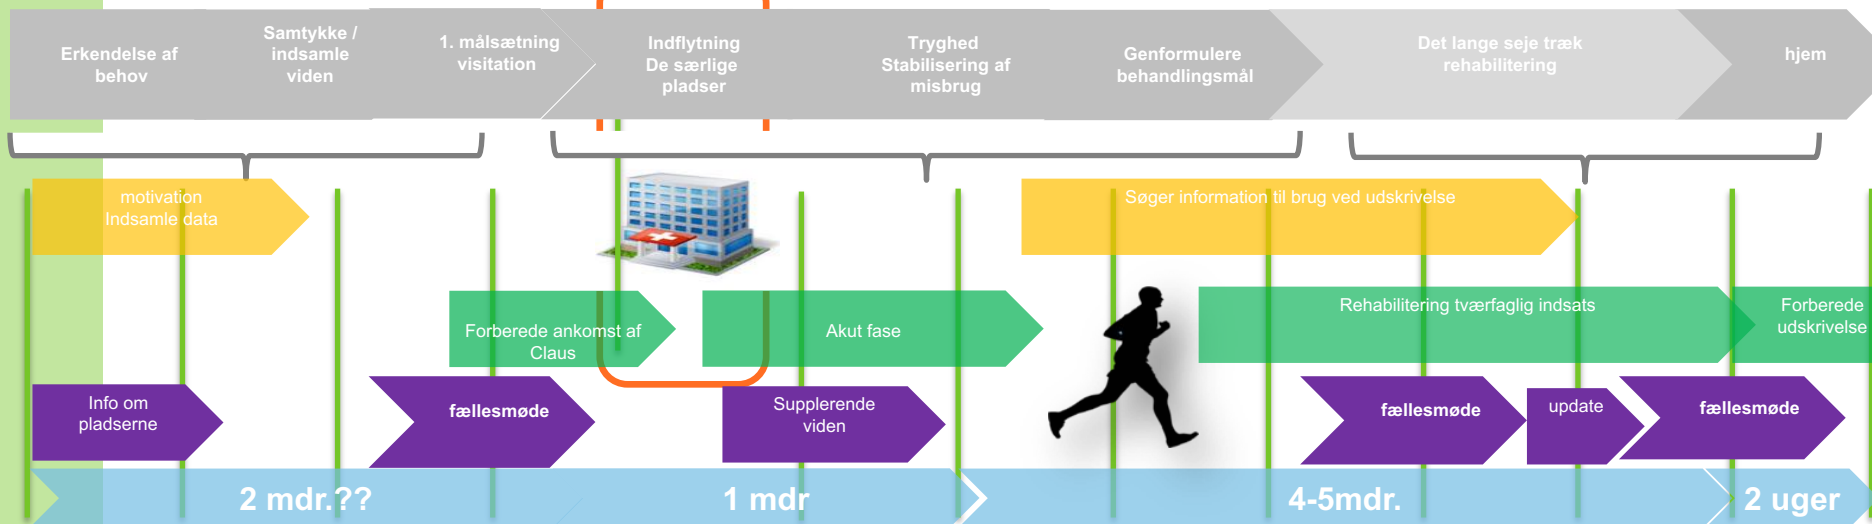 Erkendelse af
behov
Samtykke /
indsamle
viden
1. målsætning
visitation
Indflytning
De særlige
pladser
Tryghed
Stabilisering af
misbrug
Genformulere
behandlingsmål
Det lange seje træk
rehabilitering
hjem
motivation
Indsamle data
Søger information til brug ved udskrivelse
Forberede ankomst af
Claus
Akut fase
Rehabilitering tværfaglig indsats
Forberede
udskrivelse
Info om
pladserne
fællesmøde
Supplerende
viden
fællesmøde
update
fællesmøde
2 mdr.??
1 mdr
4-5mdr.
2 uger